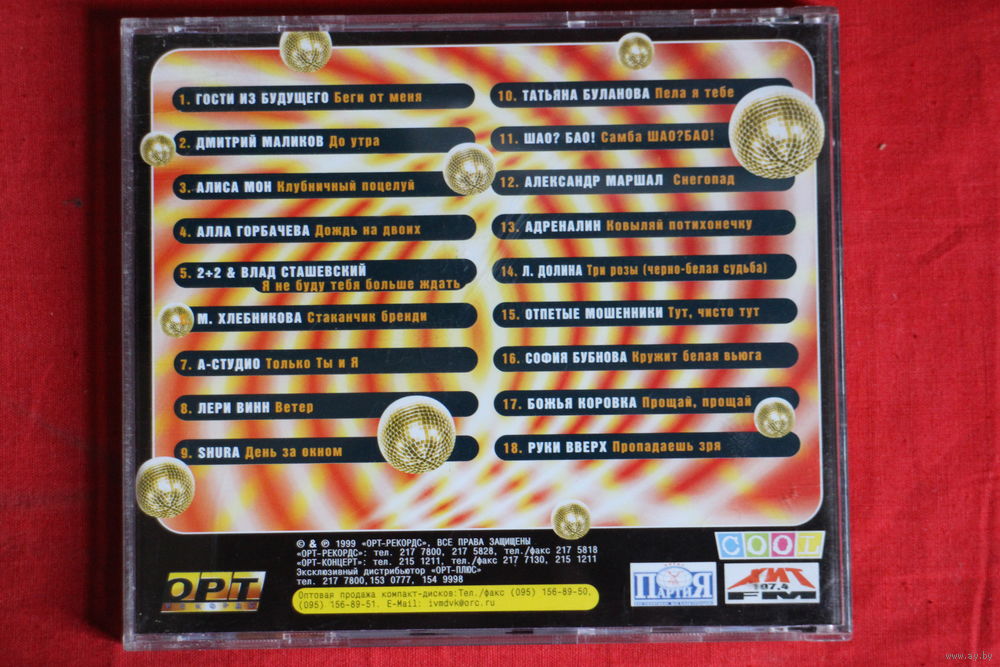 1. ГОСТИ ИЗ БУДУЩЕГО Беги от меня
2. ДМИТРИЙ МАЛИКОВ До утра
3. АЛИСА МОН Клубничный поцелуй
4. АЛЛА ГОРБАЧЕВА Дождь на двоих
5. 2+2 & ВЛАД СТАШЕВСКИЙ
Я не буду тебя больше ждать
М. ХЛЕБНИКОВА Стаканчик бренди
7. А-СТУДИО Только Ты и Я
8. ЛЕРИ ВИНН Ветер
9. SHURA День за окном
10. ТАТЬЯНА БУЛАНОВА Пела я тебе
11. ШАО? БАО! Самба ШАО?БАО!
12. АЛЕКСАНДР МАРШАЛ Снегопад
13. АДРЕНАЛИН Ковыляй потихонечку
14. Л. ДОЛИНА Три розы (черно-белая судьба)
15. ОТПЕТЫЕ МОШЕННИКИ Тут, чисто тут
16. СОФИЯ БУБНОВА Кружит белая вьюга
17. БОЖЬЯ КОРОВКА Прощай, прощай
18. РУКИ ВВЕРХ Пропадаешь зря
© & ℗ 1999 «ОРТ-РЕКОРДС». ВСЕ ПРАВА ЗАЩИЩЕНЫ
«ОРТ-РЕКОРДС»: тел. 217 7800, 217 5828, тел./факс 217 5818
«ОРТ-КОНЦЕРТ»: тел. 215 1211, тел./факс 217 7130, 215 1211
Эксклюзивный дистрибьютор «ОРТ-ПЛЮС»
тел. 217 7800,153 0777, 154 9998
Оптовая продажа компакт-дисков:Тел./факс (095) 156-89-50,
(095) 156-89-51. E-Mail: ivmdvk@orc.ru
ОРТ
РЕКОРДС
COOL
ПАРТИЯ
ХИТ
107.4
FM
www.ay.by